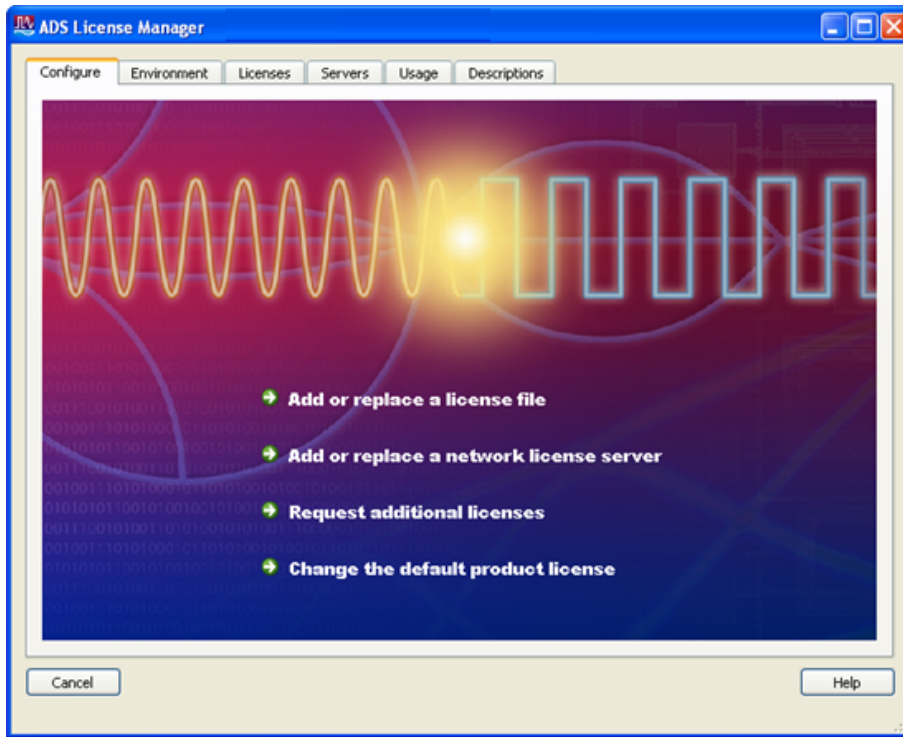 ADS License Manager
Configure Environment Licenses Servers Usage Descriptions
Add or replace a license file
Add or replace a network license server
Request additional licenses
Change the default product license
Cancel Help